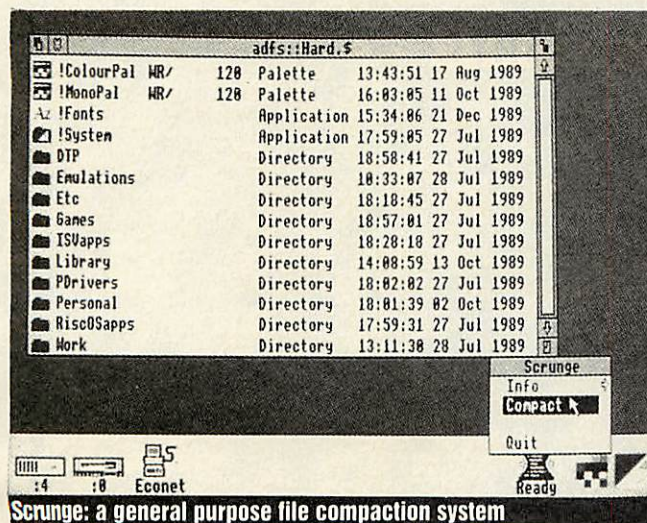 adfs::Hard.$
!ColourPal WR/ 128 Palette 13:43:51 17 Aug 1989
!MonoPal WR/ 128 Palette 16:03:05 11 Oct 1989
!Fonts Application 15:34:06 21 Dec 1989
!System Application 17:59:05 27 Jul 1989
DTP Directory 18:58:41 27 Jul 1989
Emulations Directory 10:33:07 28 Jul 1989
Etc Directory 18:18:45 27 Jul 1989
Games Directory 18:57:01 27 Jul 1989
ISVapps Directory 18:28:18 27 Jul 1989
Library Directory 14:08:59 13 Oct 1989
PDrivers Directory 18:02:02 27 Jul 1989
Personal Directory 18:01:39 02 Oct 1989
RiscOSapps Directory 17:59:31 27 Jul 1989
Work Directory 13:11:30 28 Jul 1989
Scrunge
Info
Compact
Quit
:4 :0 Econet Ready
Scrunge: a general purpose file compaction system